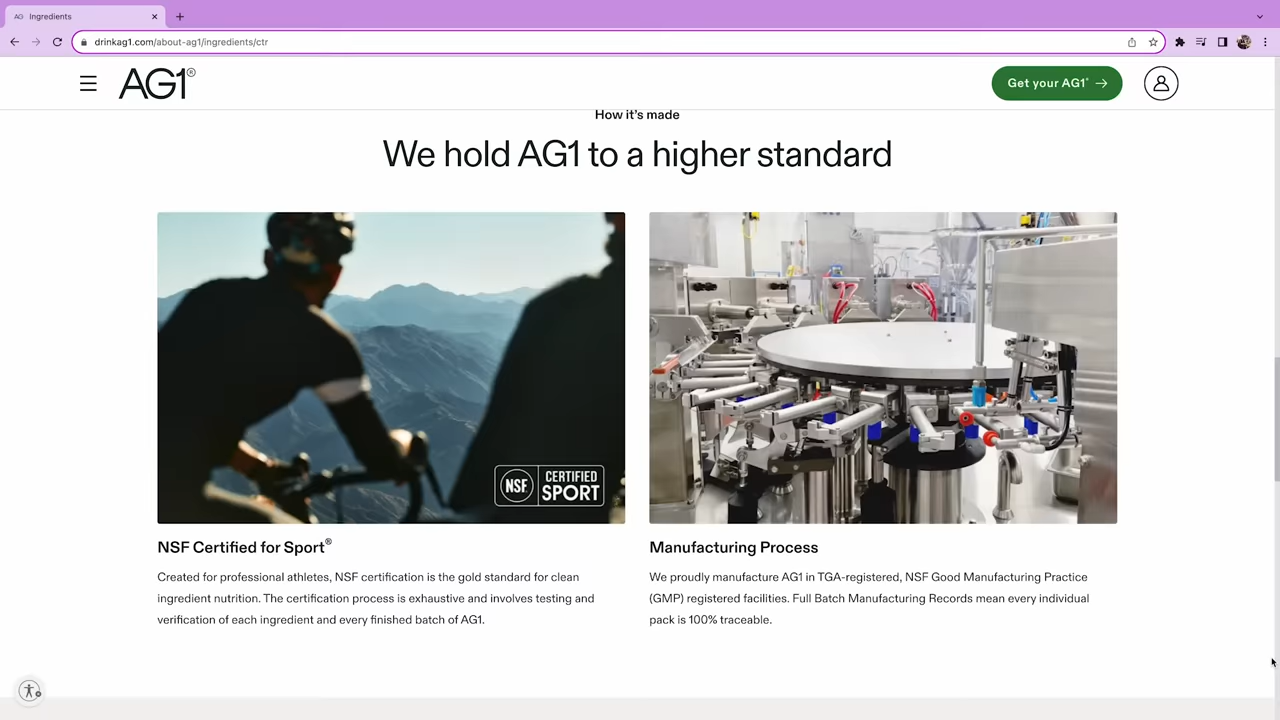 Ingredients
drinkag1.com/about-ag1/ingredients/ctr
AG1®
Get your AG1* →
How it's made
We hold AG1 to a higher standard
NSF
CERTIFIED
SPORT
NSF Certified for Sport®
Created for professional athletes, NSF certification is the gold standard for clean
ingredient nutrition. The certification process is exhaustive and involves testing and
verification of each ingredient and every finished batch of AG1.
Manufacturing Process
We proudly manufacture AG1 in TGA-registered, NSF Good Manufacturing Practice
(GMP) registered facilities. Full Batch Manufacturing Records mean every individual
pack is 100% traceable.